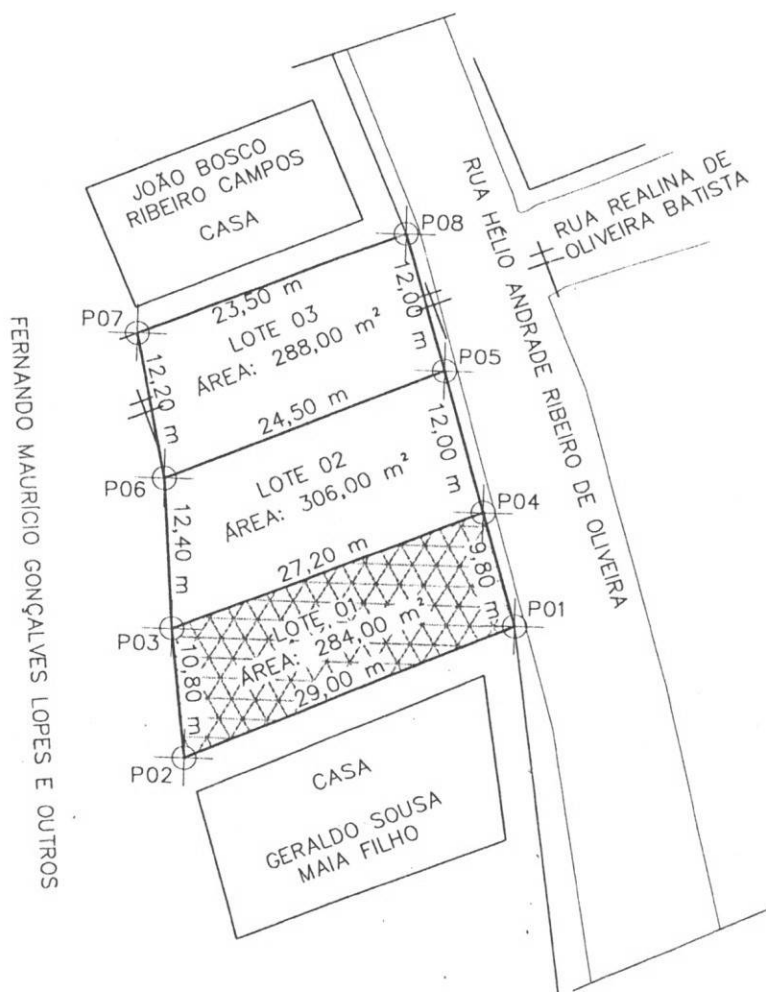 JOÃO BOSCO
RIBEIRO CAMPOS
CASA
RUA HÉLIO ANDRADE RIBEIRO DE OLIVEIRA
RUA REALINA DE
OLIVEIRA BATISTA
P08
P07
23,50 m
12,00 m
LOTE 03
ÁREA: 288,00 m²
12,20 m
P05
24,50 m
P06
LOTE 02
ÁREA: 306,00 m²
12,00 m
12,40 m
P04
27,20 m
9,80 m
P03
LOTE 01
ÁREA: 284,00 m²
P01
10,80 m
29,00 m
P02
CASA
GERALDO SOUSA
MAIA FILHO
FERNANDO MAURÍCIO GONÇALVES LOPES E OUTROS